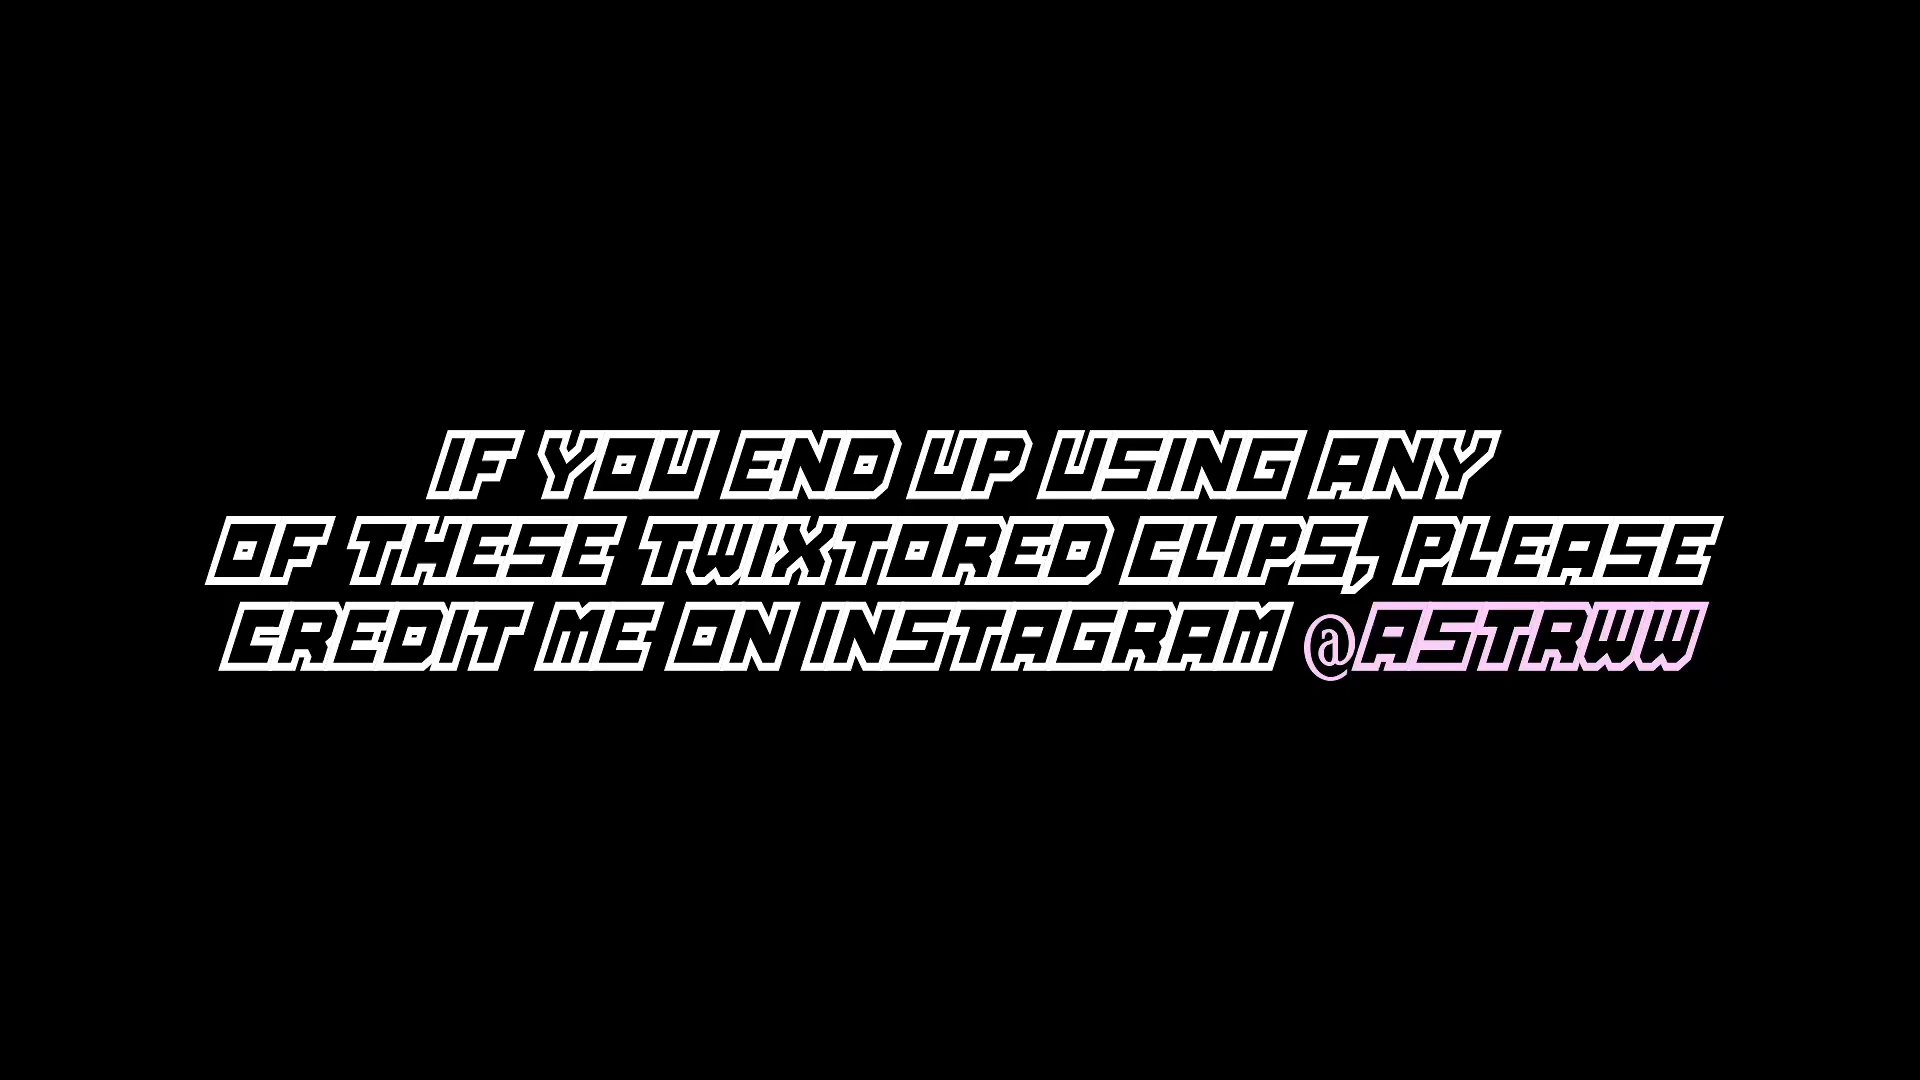 IF YOU END UP USING ANY
OF THESE TWIXTORED CLIPS, PLEASE
CREDIT ME ON INSTAGRAM @ASTRWW